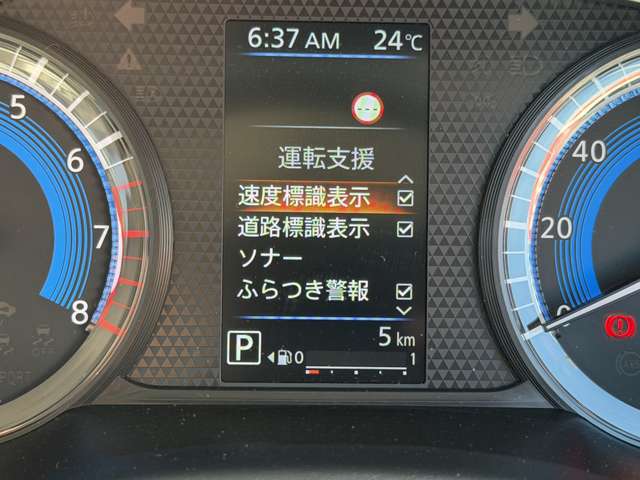 6:37 AM 24℃
運転支援
速度標識表示
道路標識表示
ソナー
ふらつき警報
5 km
P 0 1
5
6
7
8
40
20
0